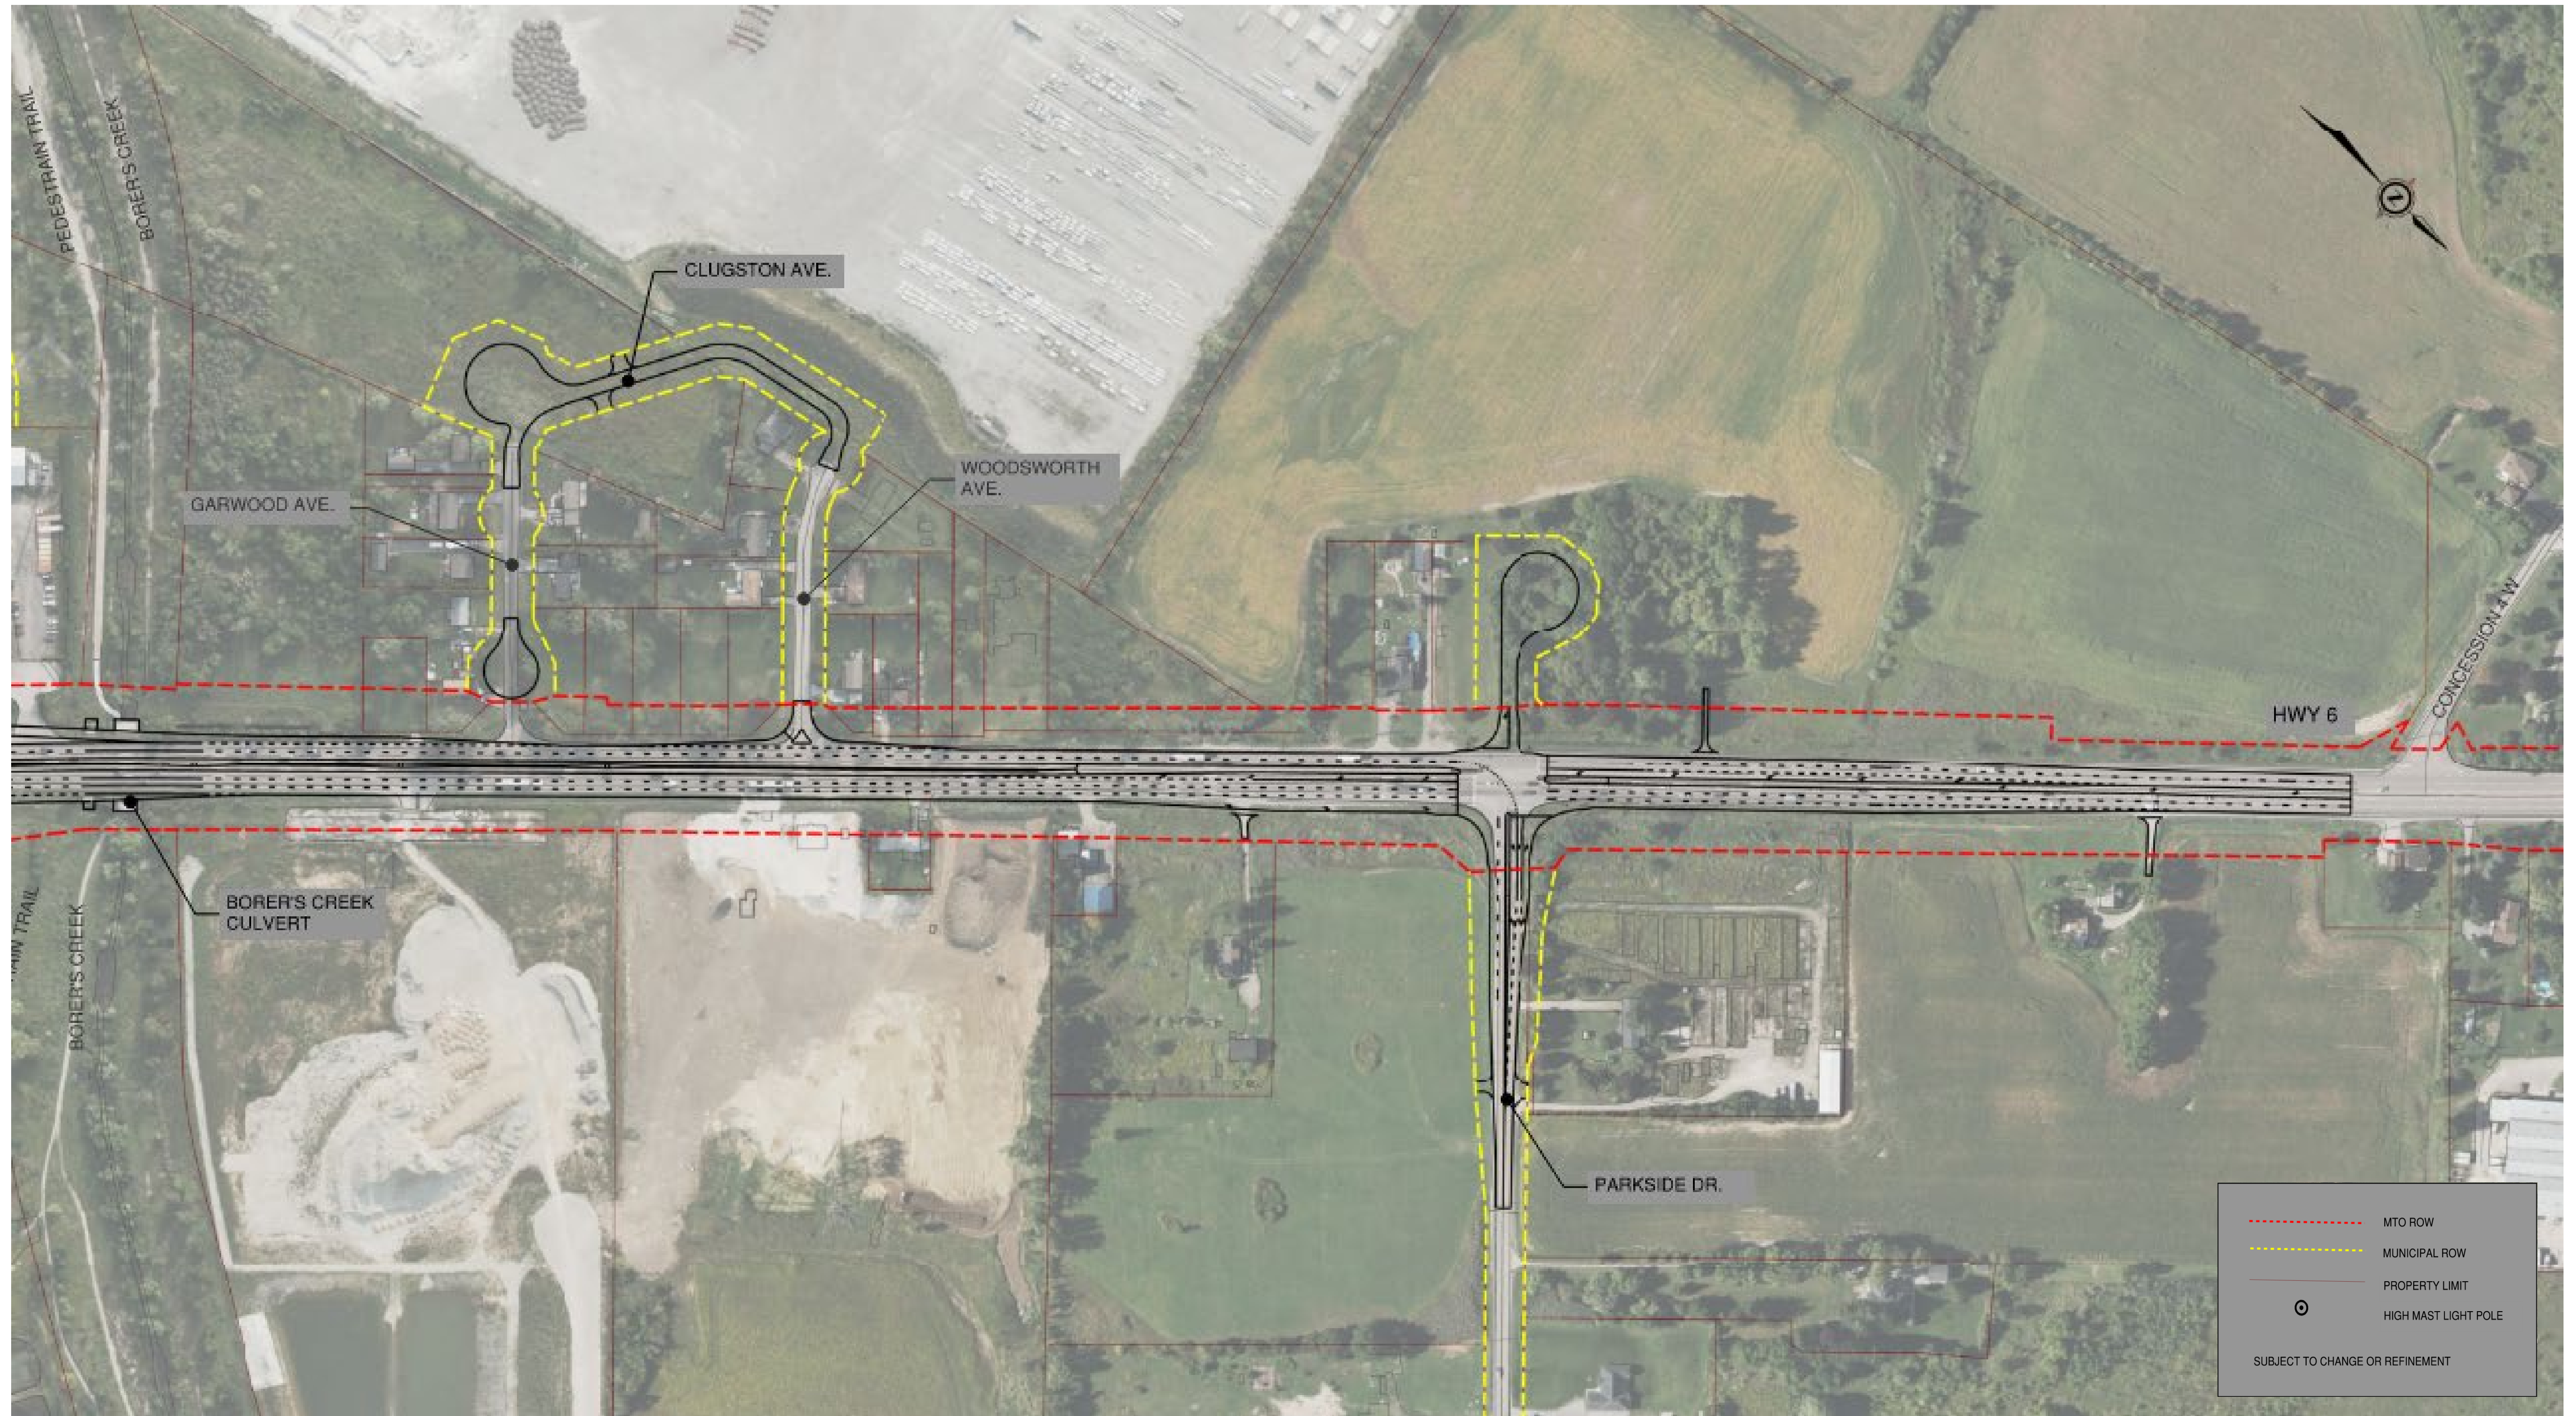 PEDESTRAIN TRAIL
BORER'S CREEK
CLUGSTON AVE.
WOODSWORTH
AVE.
GARWOOD AVE.
CONCESSION 4 W
HWY 6
BORER'S CREEK
CULVERT
TRAIL
BORER'S CREEK
PARKSIDE DR.
MTO ROW
MUNICIPAL ROW
PROPERTY LIMIT
HIGH MAST LIGHT POLE
SUBJECT TO CHANGE OR REFINEMENT